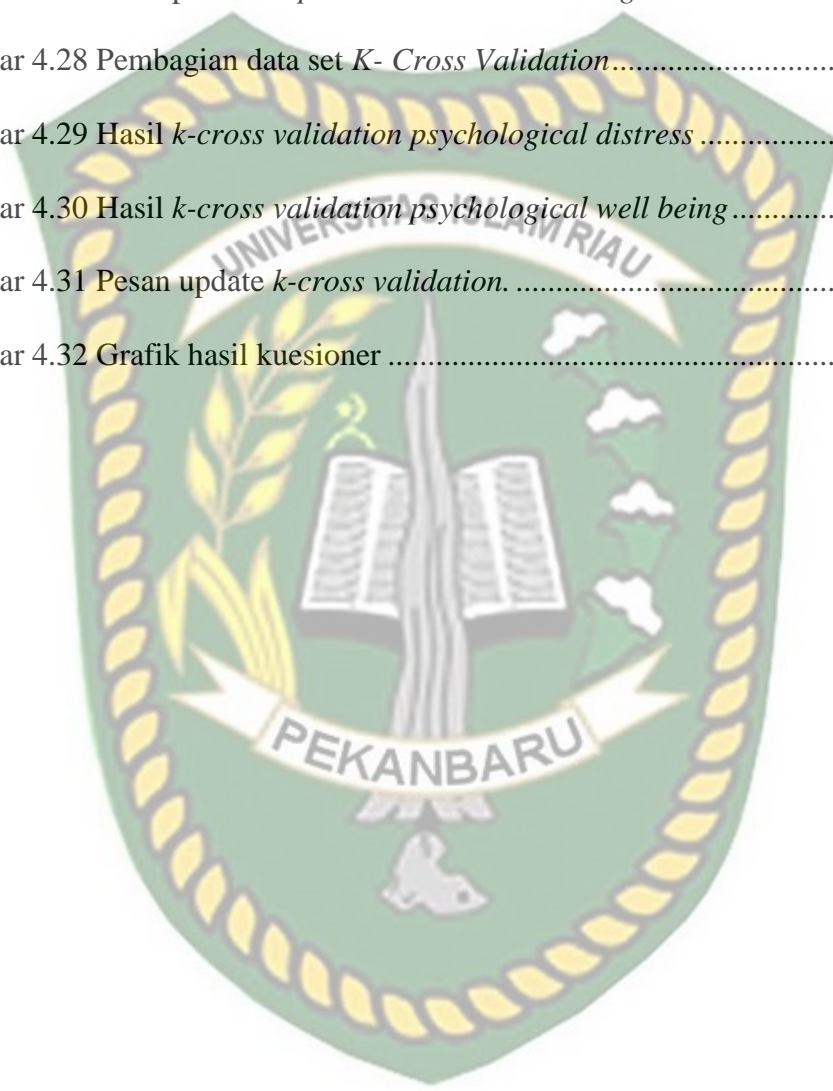 ar 4.28 Pembagian data set K- Cross Validation..........................
ar 4.29 Hasil k-cross validation psychological distress ................
ar 4.30 Hasil k-cross validation psychological well being.............
ar 4.31 Pesan update k-cross validation. .....................................
ar 4.32 Grafik hasil kuesioner ....................................................
UNIVERSITAS ISLAM RIAU
PEKANBARU